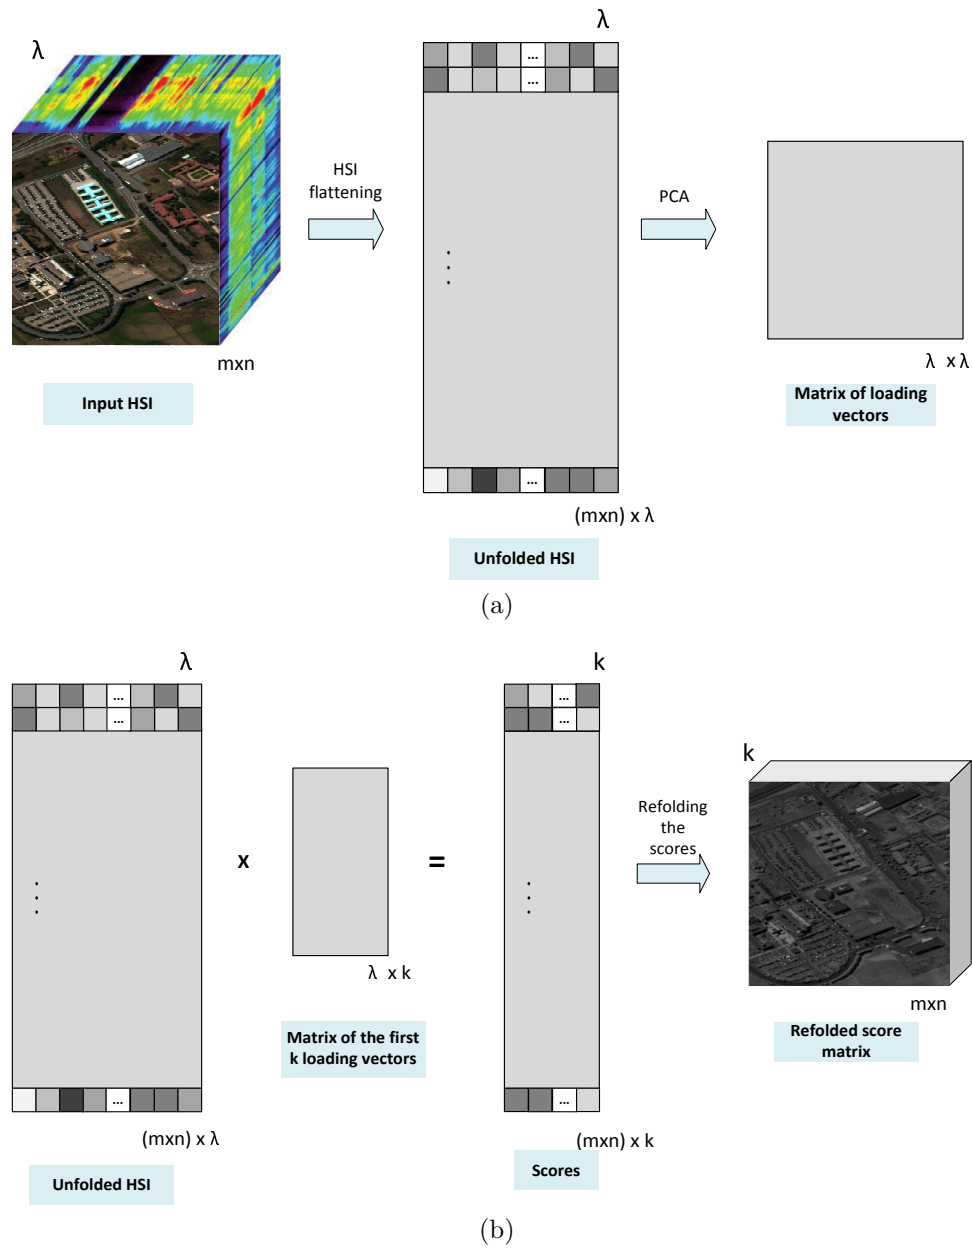 λ
λ
... 
...
HSI
flattening
PCA
mxn
λ x λ
Input HSI
Matrix of loading
vectors
...
(mxn) x λ
Unfolded HSI
(a)
λ
k
...
...
...
...
k
Refolding
the
scores
x
=
λ x k
mxn
Matrix of the first
k loading vectors
Refolded score
matrix
...
...
(mxn) x λ
(mxn) x k
Unfolded HSI
Scores
(b)